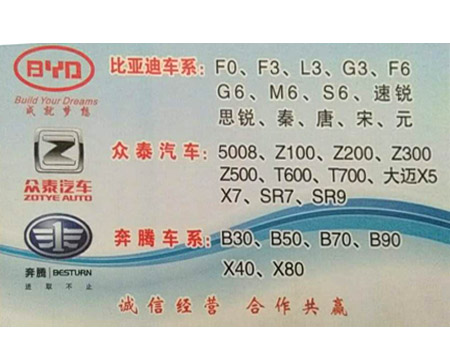 BYD
Build Your Dreams
成就梦想
比亚迪车系：F0、F3、L3、G3、F6
G6、M6、S6、速锐
思锐、秦、唐、宋、元
Z
众泰汽车
ZOTYE AUTO
众泰汽车：5008、Z100、Z200、Z300
Z500、T600、T700、大迈X5
X7、SR7、SR9
奔腾 BESTURN
进取不止
奔腾车系：B30、B50、B70、B90
X40、X80
诚信经营 合作共赢